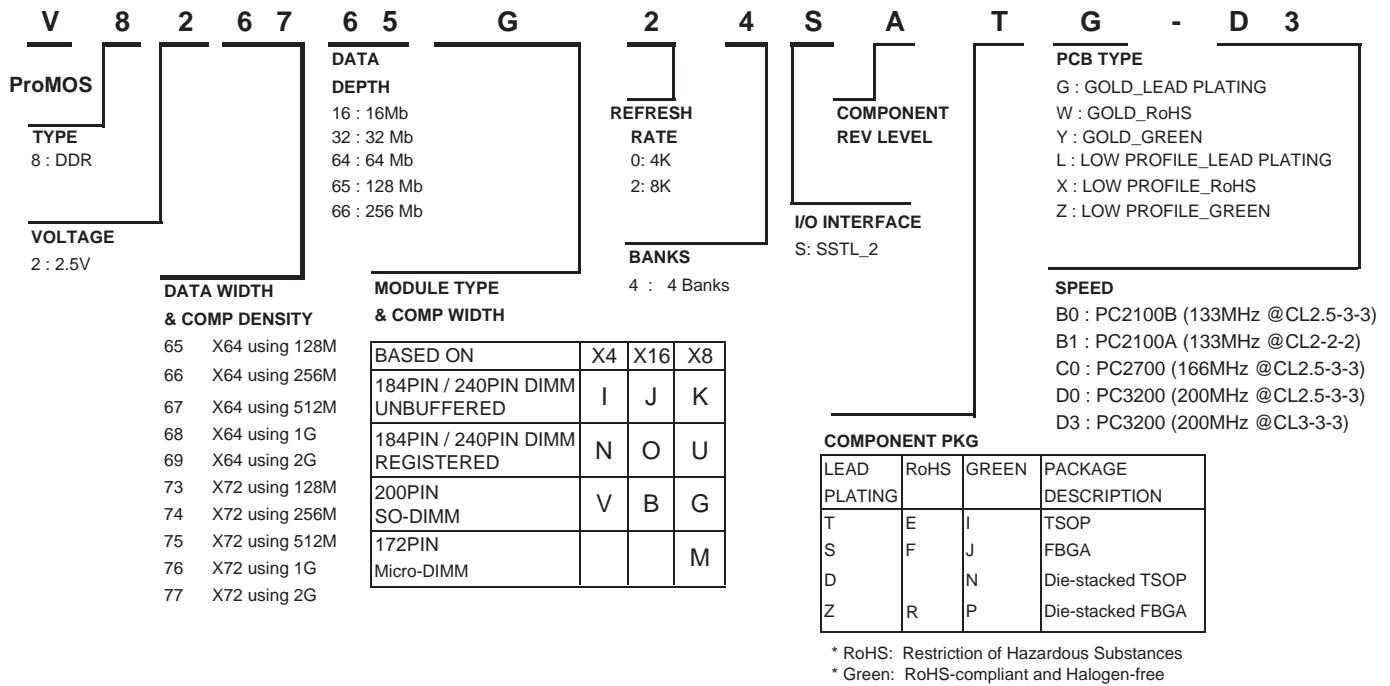 V 8 2 6 7 6 5 G 2 4 S A T G - D 3
ProMOS
TYPE
8 : DDR
VOLTAGE
2 : 2.5V
DATA WIDTH
& COMP DENSITY
65 X64 using 128M
66 X64 using 256M
67 X64 using 512M
68 X64 using 1G
69 X64 using 2G
73 X72 using 128M
74 X72 using 256M
75 X72 using 512M
76 X72 using 1G
77 X72 using 2G
DATA
DEPTH
16 : 16Mb
32 : 32 Mb
64 : 64 Mb
65 : 128 Mb
66 : 256 Mb
MODULE TYPE
& COMP WIDTH
BASED ON X4 X16 X8
184PIN / 240PIN DIMM
UNBUFFERED I J K
184PIN / 240PIN DIMM
REGISTERED N O U
200PIN
SO-DIMM V B G
172PIN
Micro-DIMM M
REFRESH
RATE
0: 4K
2: 8K
BANKS
4 : 4 Banks
I/O INTERFACE
S: SSTL_2
COMPONENT
REV LEVEL
COMPONENT PKG
LEAD RoHS GREEN PACKAGE
PLATING DESCRIPTION
T E I TSOP
S F J FBGA
D N Die-stacked TSOP
Z R P Die-stacked FBGA
* RoHS: Restriction of Hazardous Substances
* Green: RoHS-compliant and Halogen-free
PCB TYPE
G : GOLD_LEAD PLATING
W : GOLD_RoHS
Y : GOLD_GREEN
L : LOW PROFILE_LEAD PLATING
X : LOW PROFILE_RoHS
Z : LOW PROFILE_GREEN
SPEED
B0 : PC2100B (133MHz @CL2.5-3-3)
B1 : PC2100A (133MHz @CL2-2-2)
C0 : PC2700 (166MHz @CL2.5-3-3)
D0 : PC3200 (200MHz @CL2.5-3-3)
D3 : PC3200 (200MHz @CL3-3-3)